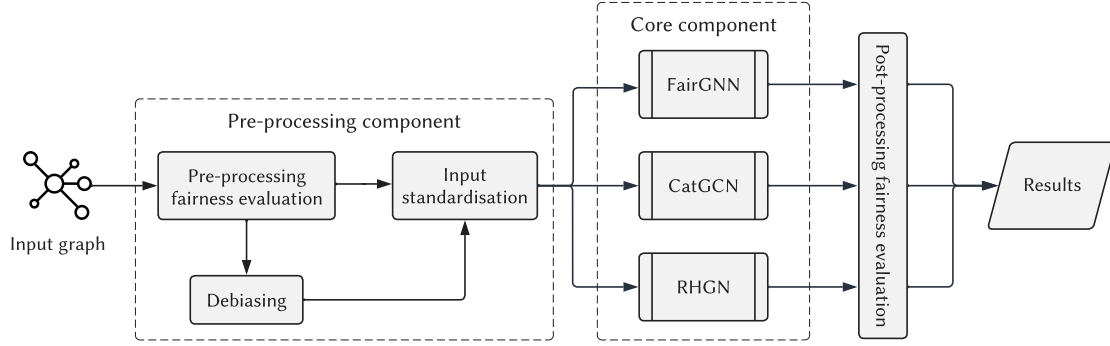 Input graph
Pre-processing component
Pre-processing
fairness evaluation
Input
standardisation
Debiasing
Core component
FairGNN
CatGCN
RHGN
Post-processing fairness evaluation
Results